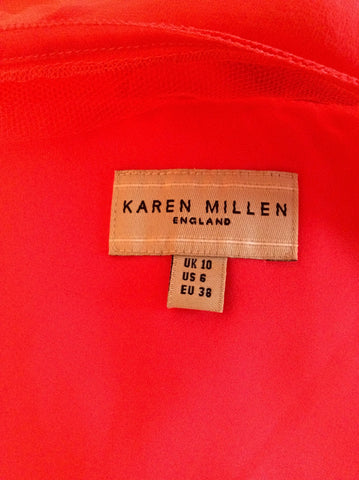 KAREN MILLEN
ENGLAND
UK 10
US 6
EU 38